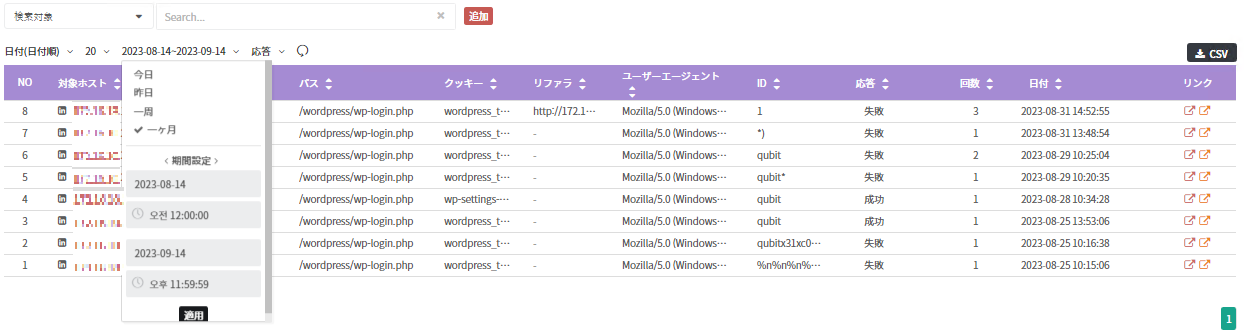 検索対象 Search... × 追加
日付(日付順) 20 2023-08-14~2023-09-14 応答 CSV
NO 対象ホスト パス クッキー リファラ ユーザーエージェント ID 応答 回数 日付 リンク
8 /wordpress/wp-login.php wordpress_t… http://172.1… Mozilla/5.0 (Windows… 1 失敗 3 2023-08-31 14:52:55
7 /wordpress/wp-login.php wordpress_t… - Mozilla/5.0 (Windows… *) 失敗 1 2023-08-31 13:48:54
6 /wordpress/wp-login.php wordpress_t… - Mozilla/5.0 (Windows… qubit 失敗 2 2023-08-29 10:25:04
5 /wordpress/wp-login.php wordpress_t… - Mozilla/5.0 (Windows… qubit* 失敗 1 2023-08-29 10:20:35
4 /wordpress/wp-login.php wp-settings-… - Mozilla/5.0 (Windows… qubit 成功 1 2023-08-28 10:34:28
3 /wordpress/wp-login.php wordpress_t… - Mozilla/5.0 (Windows… qubit 成功 1 2023-08-25 13:53:06
2 /wordpress/wp-login.php wordpress_t… - Mozilla/5.0 (Windows… qubitx31xc0… 失敗 1 2023-08-25 10:16:38
1 /wordpress/wp-login.php wordpress_t… - Mozilla/5.0 (Windows… %n%n%n%… 失敗 1 2023-08-25 10:15:06
今日
昨日
一周
✔ 一ヶ月
< 期間設定 >
2023-08-14
오전 12:00:00
2023-09-14
오후 11:59:59
適用
1